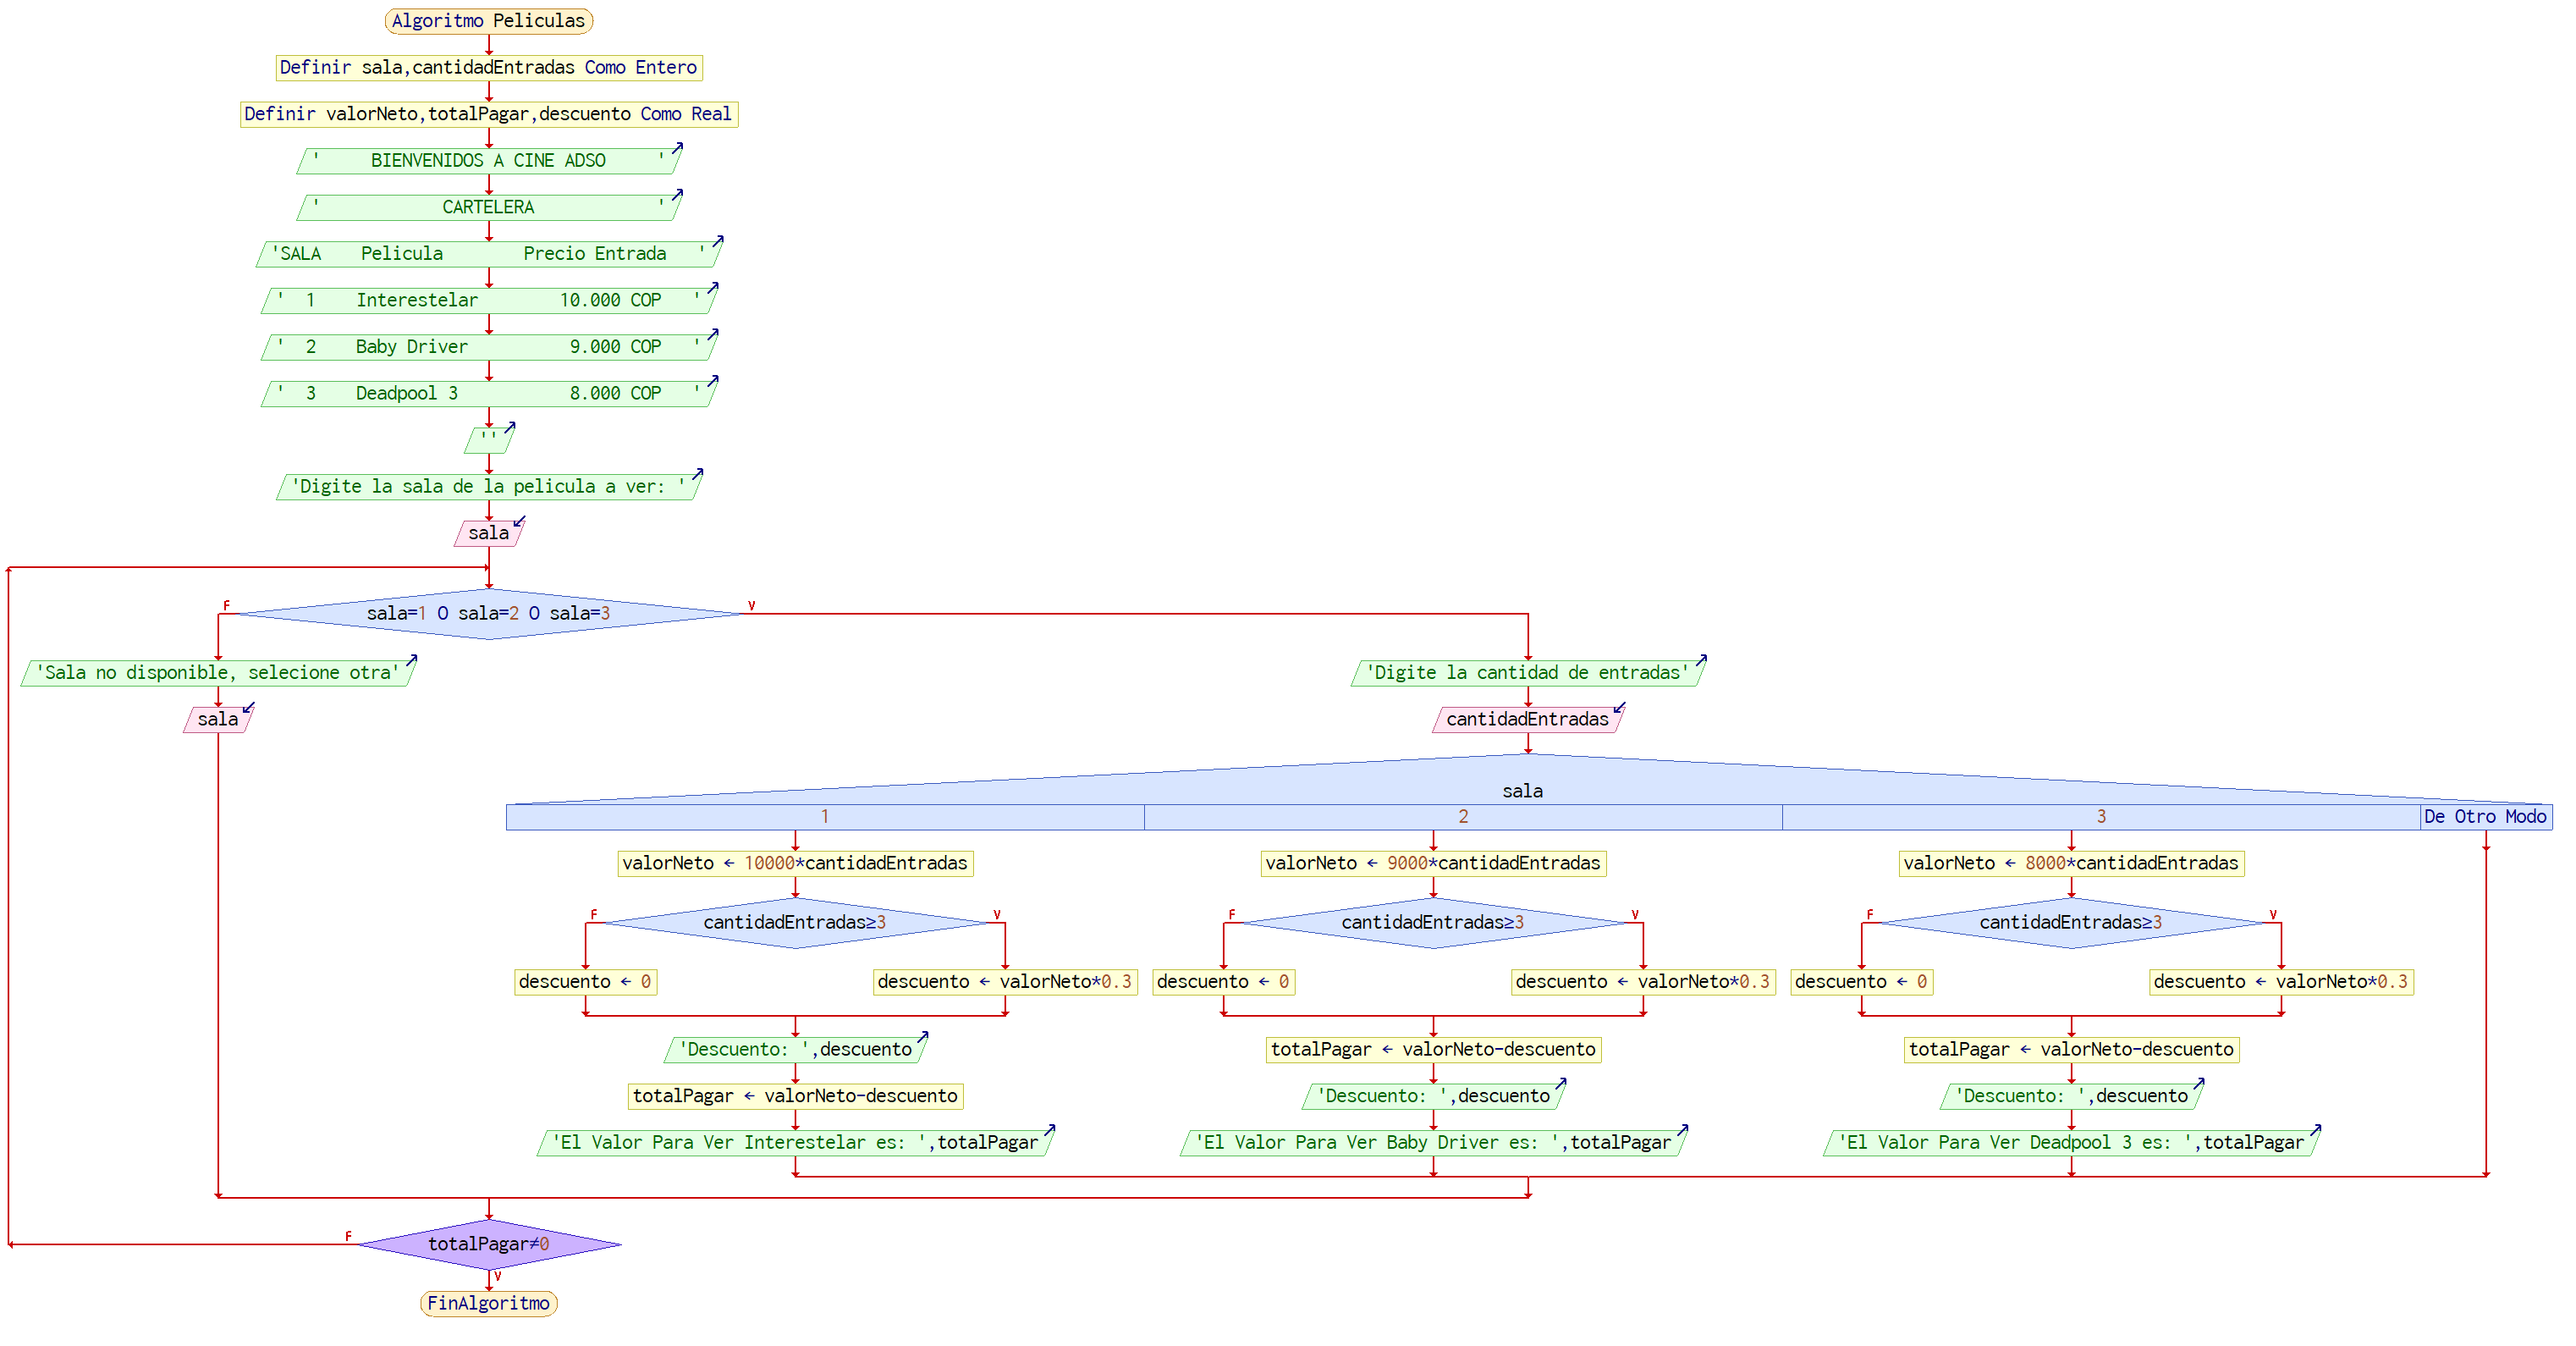 Algoritmo Peliculas
Definir sala,cantidadEntradas Como Entero
Definir valorNeto,totalPagar,descuento Como Real
'     BIENVENIDOS A CINE ADSO     '
'            CARTELERA            '
'SALA    Pelicula        Precio Entrada   '
'  1    Interestelar        10.000 COP   '
'  2    Baby Driver          9.000 COP   '
'  3    Deadpool 3           8.000 COP   '
''
'Digite la sala de la pelicula a ver: '
sala
sala=1 O sala=2 O sala=3
F
V
'Sala no disponible, selecione otra'
sala
'Digite la cantidad de entradas'
cantidadEntradas
sala
1
2
3
De Otro Modo
valorNeto ← 10000*cantidadEntradas
cantidadEntradas≥3
F
V
descuento ← 0
descuento ← valorNeto*0.3
'Descuento: ',descuento
totalPagar ← valorNeto-descuento
'El Valor Para Ver Interestelar es: ',totalPagar
valorNeto ← 9000*cantidadEntradas
cantidadEntradas≥3
F
V
descuento ← 0
descuento ← valorNeto*0.3
totalPagar ← valorNeto-descuento
'Descuento: ',descuento
'El Valor Para Ver Baby Driver es: ',totalPagar
valorNeto ← 8000*cantidadEntradas
cantidadEntradas≥3
F
V
descuento ← 0
descuento ← valorNeto*0.3
totalPagar ← valorNeto-descuento
'Descuento: ',descuento
'El Valor Para Ver Deadpool 3 es: ',totalPagar
totalPagar≠0
F
V
FinAlgoritmo